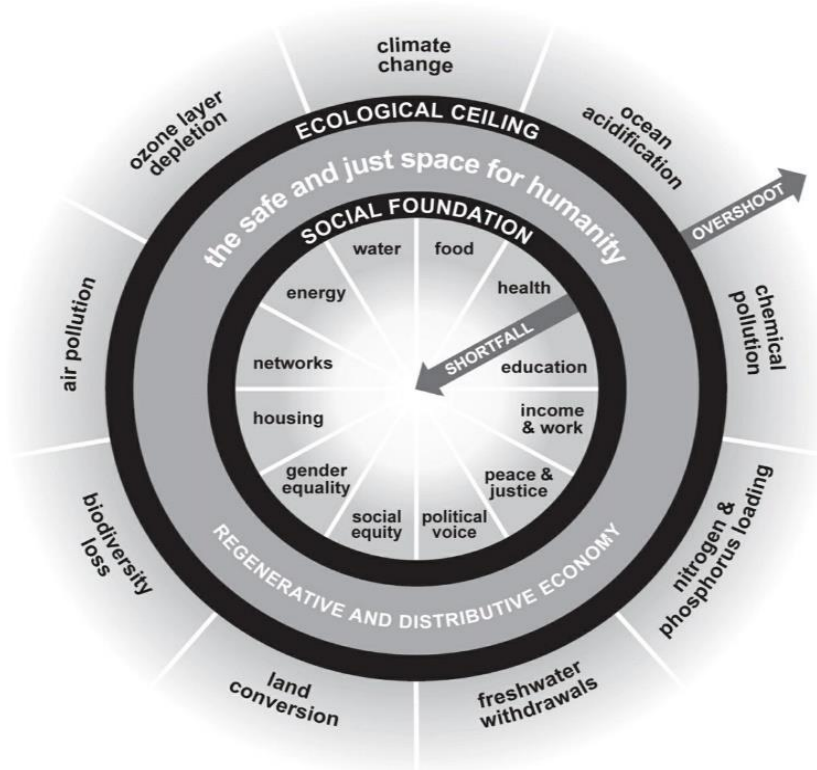 climate
change
ocean
acidification
chemical
pollution
nitrogen &
phosphorus loading
freshwater
withdrawals
land
conversion
biodiversity
loss
air pollution
ozone layer
depletion
ECOLOGICAL CEILING
OVERSHOOT
the safe and just space for humanity
SOCIAL FOUNDATION
water
food
health
SHORTFALL
education
income
& work
peace &
justice
political
voice
social
equity
gender
equality
housing
networks
energy
REGENERATIVE AND DISTRIBUTIVE ECONOMY